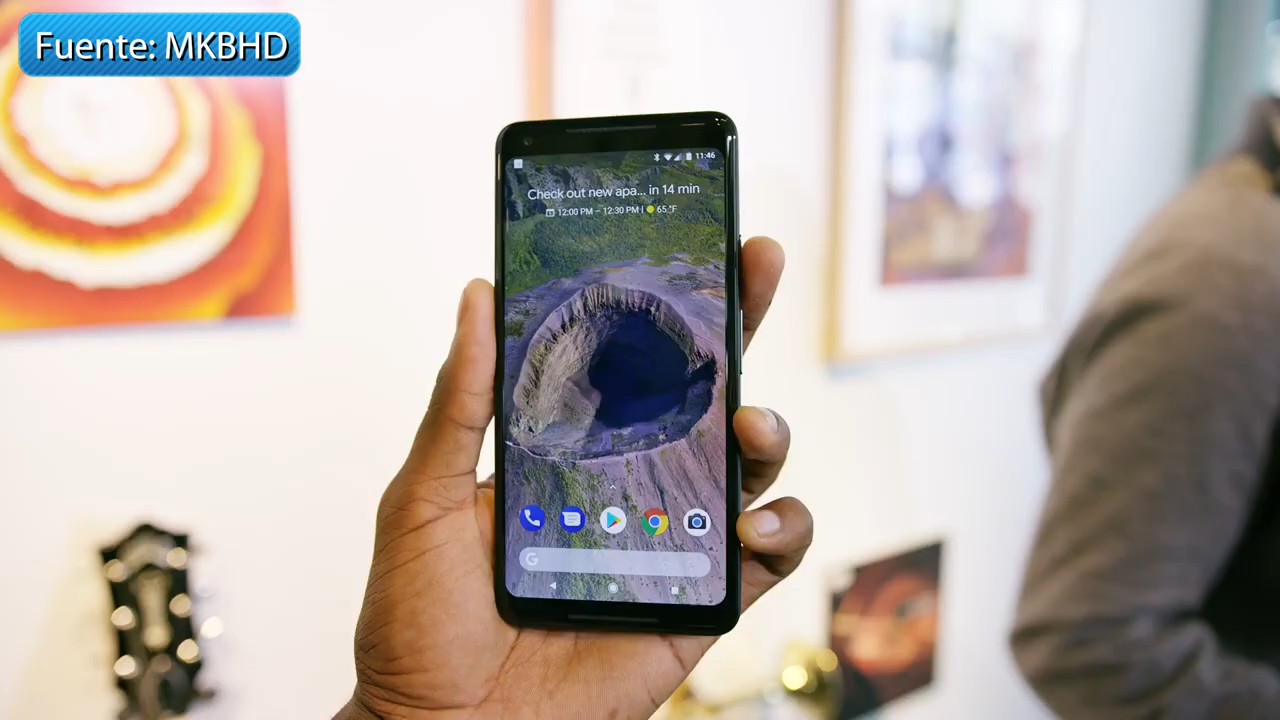 Fuente: MKBHD
11:46
Check out new apa... in 14 min
12:00 PM – 12:30 PM | 65 °F
G